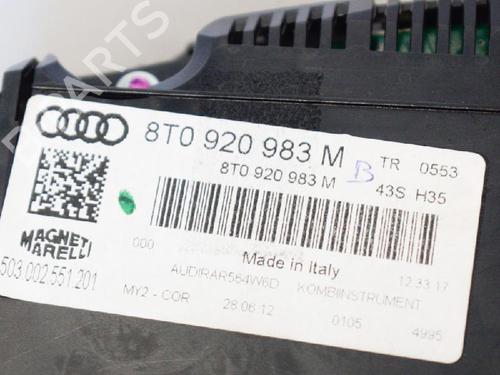 PARTS
8T0 920 983 M TR 0553
8T0 920 983 M B 43S H35
MAGNETI
MARELLI
503.002.551.201
000 Made in Italy 12.33.17
AUDIRAR564W6D KOMBIINSTRUMENT
MY2 - COR 28.06.12 0105 4995